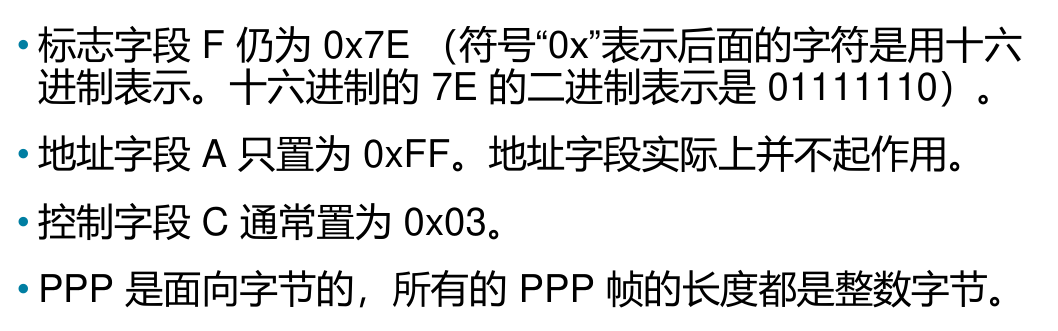 • 标志字段 F 仍为 0x7E （符号“0x”表示后面的字符是用十六
进制表示。十六进制的 7E 的二进制表示是 01111110）。
• 地址字段 A 只置为 0xFF。地址字段实际上并不起作用。
• 控制字段 C 通常置为 0x03。
• PPP 是面向字节的，所有的 PPP 帧的长度都是整数字节。